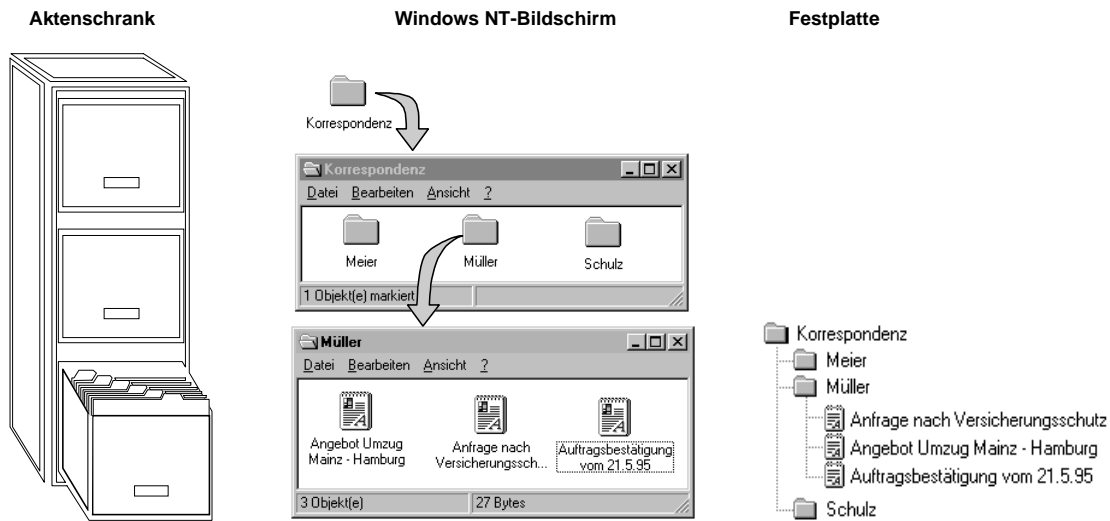 Aktenschrank
Windows NT-Bildschirm
Festplatte
Korrespondenz
Korrespondenz
Datei Bearbeiten Ansicht ?
Meier
Müller
Schulz
1 Objekt(e) markiert
Müller
Datei Bearbeiten Ansicht ?
Angebot Umzug
Mainz - Hamburg
Anfrage nach
Versicherungssch...
Auftragsbestätigung
vom 21.5.95
3 Objekt(e)
27 Bytes
Korrespondenz
Meier
Müller
Anfrage nach Versicherungsschutz
Angebot Umzug Mainz - Hamburg
Auftragsbestätigung vom 21.5.95
Schulz